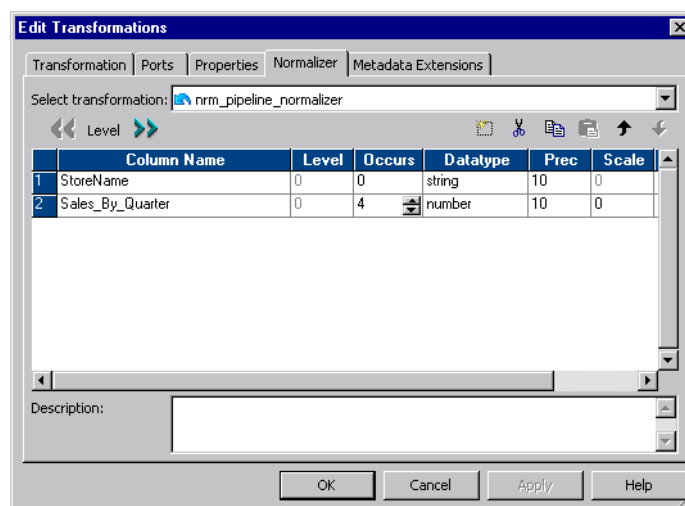 Edit Transformations
Transformation Ports Properties Normalizer Metadata Extensions
Select transformation: nrm_pipeline_normalizer
Level
Column Name Level Occurs Datatype Prec Scale
1 StoreName 0 0 string 10 0
2 Sales_By_Quarter 0 4 number 10 0
Description:
OK Cancel Apply Help